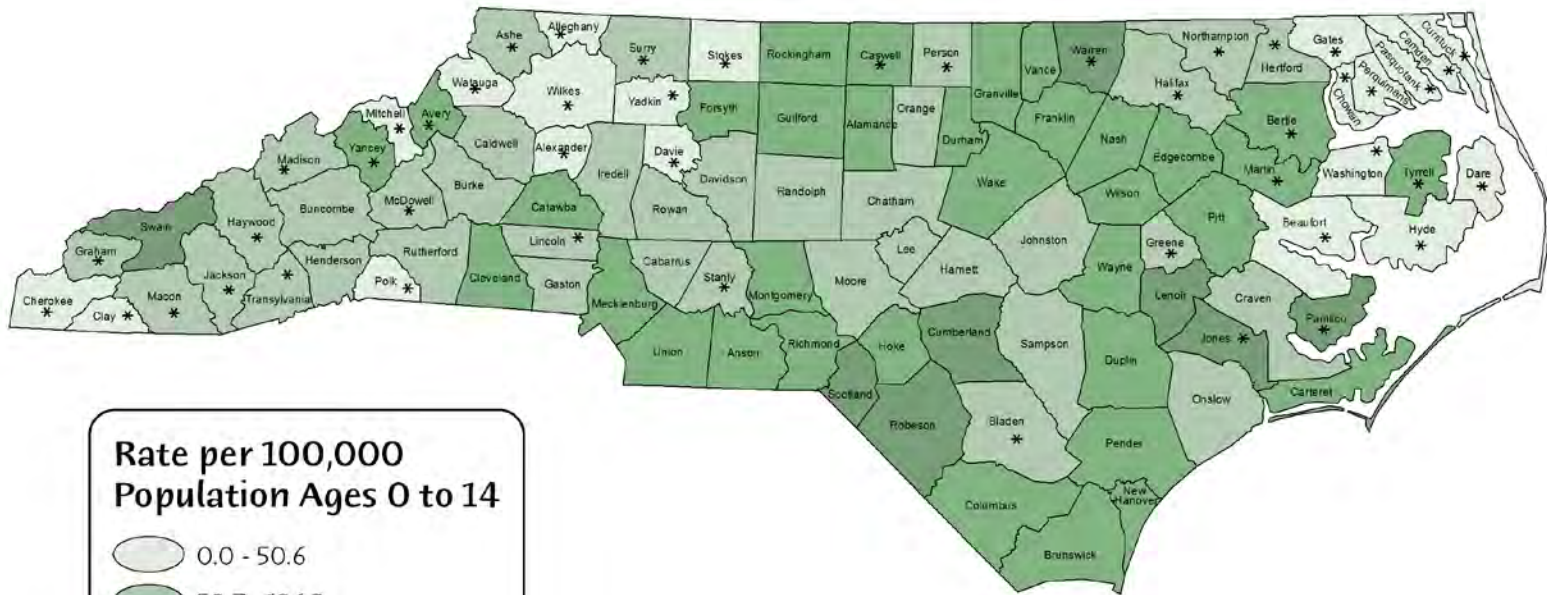 Ashe
Alleghany
*
*
Surry
*
Stokes
*
Rockingham
Caswell
*
Person
*
Granville
Vance
Warren
*
Northampton
*
*
Hertford
Gates
*
Currituck
*
Camden
*
Pasquotank
*
Perquimans
*
Chowan
*
Watauga
*
Wilkes
*
Yadkin *
Forsyth
Guilford
Alamance
Orange
Durham
Franklin
Halifax
*
Nash
Bertie
*
Mitchell
*
Avery
*
Yancey
*
Caldwell
Alexander
*
Iredell
Davie
*
Davidson
Randolph
Chatham
Wake
Edgecombe
Martin
*
Washington
*
Tyrrell
*
Dare
*
Madison
*
Buncombe
McDowell
*
Burke
Catawba
Rowan
Wilson
Pitt
Beaufort
*
Hyde
*
Swain
Haywood
*
Graham
*
Jackson
*
Henderson
*
Transylvania
Rutherford
Polk *
Cleveland
Lincoln *
Gaston
Cabarrus
Stanly
*
Montgomery
Moore
Lee
Harnett
Johnston
Wayne
Greene
*
Lenoir
Craven
Pamlico
*
Cherokee
*
Clay *
Macon
*
Mecklenburg
Union
Anson
Richmond
Hoke
Cumberland
Sampson
Duplin
Jones *
Carteret
Scotland
Robeson
Bladen
*
Onslow
Pender
Columbus
New
Hanover
Brunswick
Rate per 100,000
Population Ages 0 to 14
0.0 - 50.6